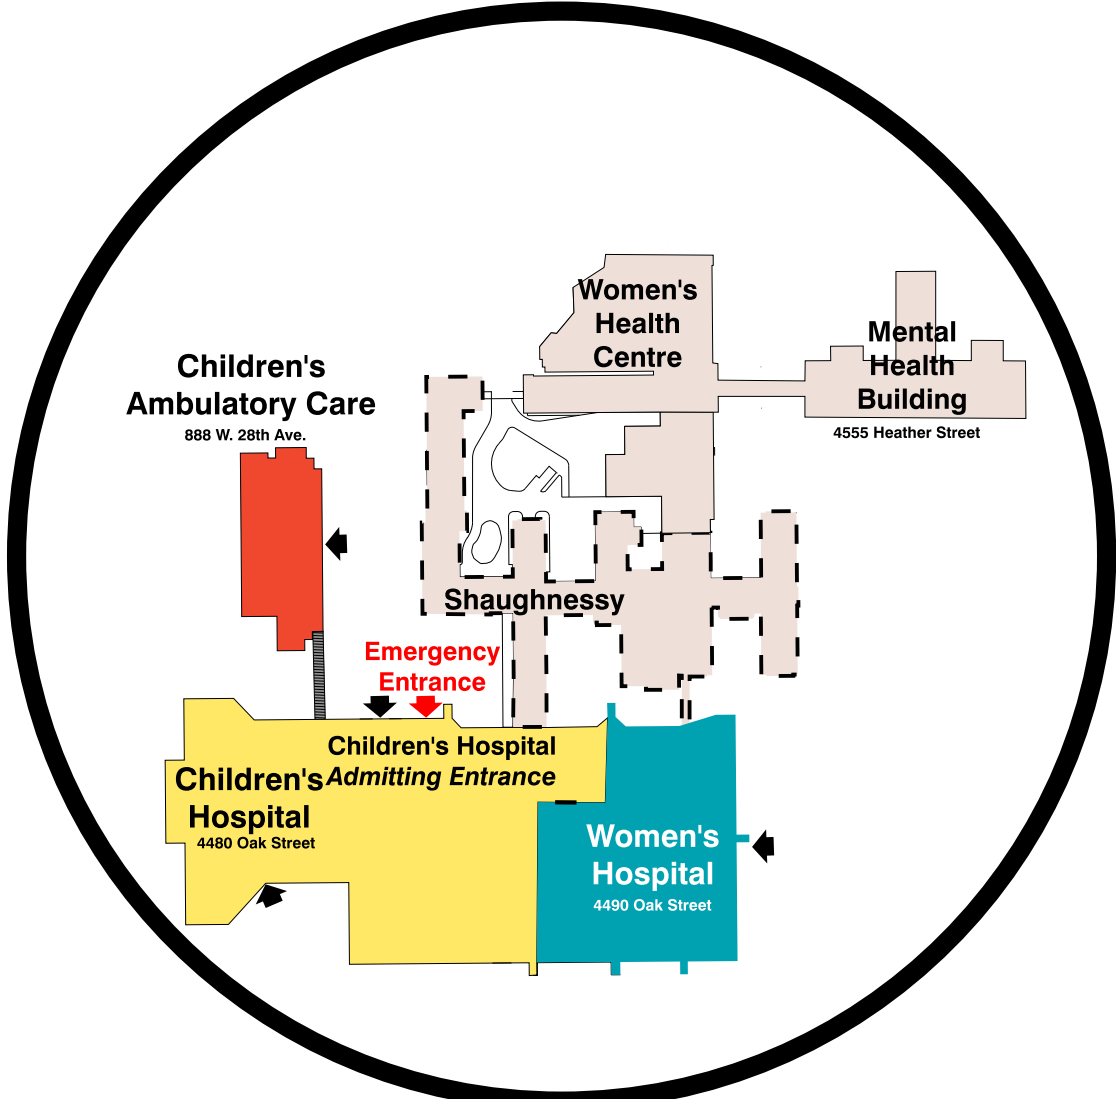 Women's
Health
Centre
Mental
Health
Building
4555 Heather Street
Children's
Ambulatory Care
888 W. 28th Ave.
Shaughnessy
Emergency
Entrance
Children's Hospital
Admitting Entrance
Children's
Hospital
4480 Oak Street
Women's
Hospital
4490 Oak Street